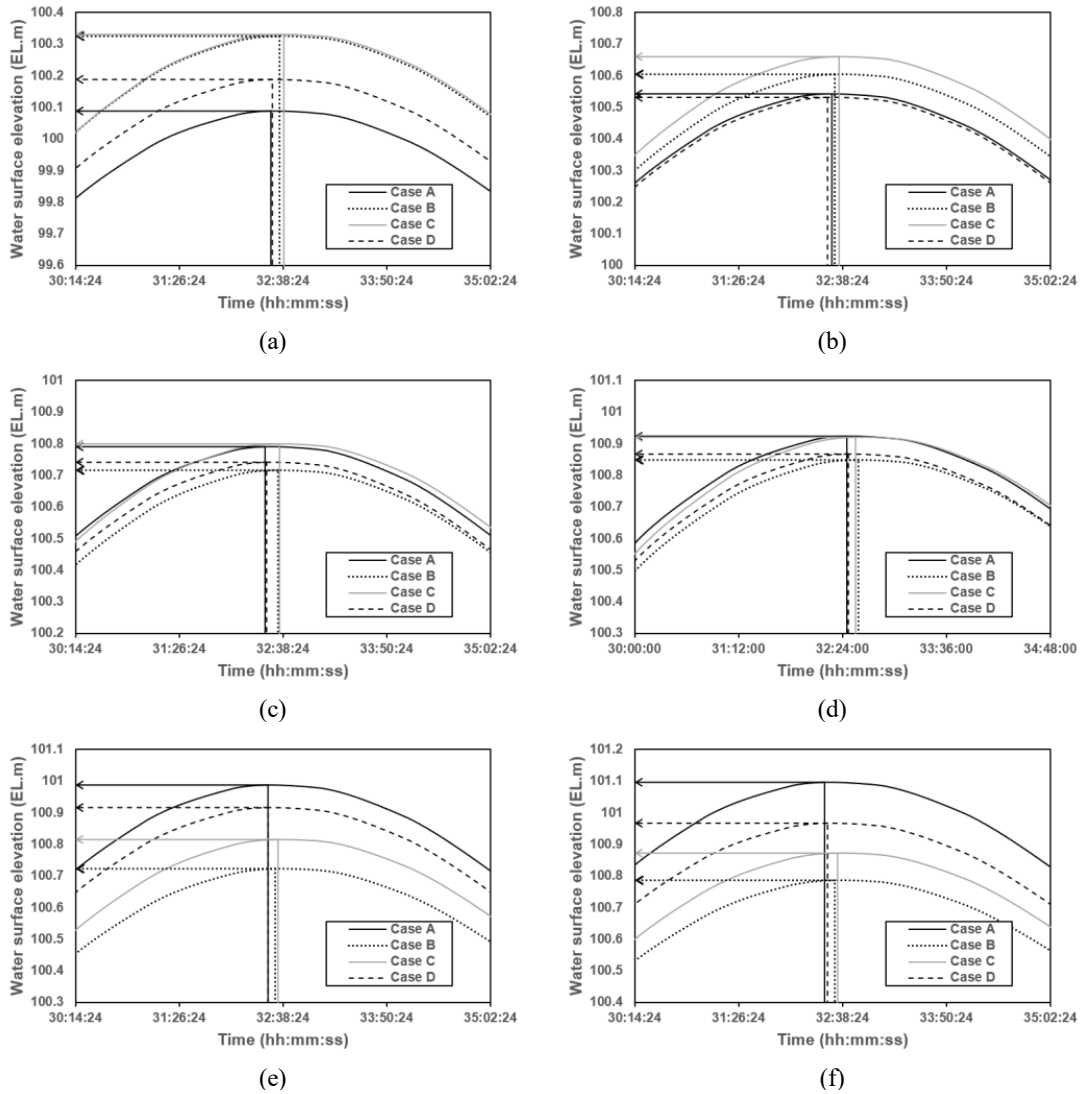 Water surface elevation (EL.m)
100.4
100.3
100.2
100.1
100
99.9
99.8
99.7
99.6
Case A
Case B
Case C
Case D
30:14:24 31:26:24 32:38:24 33:50:24 35:02:24
Time (hh:mm:ss)
(a)
Water surface elevation (EL.m)
100.8
100.7
100.6
100.5
100.4
100.3
100.2
100.1
100
Case A
Case B
Case C
Case D
30:14:24 31:26:24 32:38:24 33:50:24 35:02:24
Time (hh:mm:ss)
(b)
Water surface elevation (EL.m)
101
100.9
100.8
100.7
100.6
100.5
100.4
100.3
100.2
Case A
Case B
Case C
Case D
30:14:24 31:26:24 32:38:24 33:50:24 35:02:24
Time (hh:mm:ss)
(c)
Water surface elevation (EL.m)
101.1
101
100.9
100.8
100.7
100.6
100.5
100.4
100.3
Case A
Case B
Case C
Case D
30:00:00 31:12:00 32:24:00 33:36:00 34:48:00
Time (hh:mm:ss)
(d)
Water surface elevation (EL.m)
101.1
101
100.9
100.8
100.7
100.6
100.5
100.4
100.3
Case A
Case B
Case C
Case D
30:14:24 31:26:24 32:38:24 33:50:24 35:02:24
Time (hh:mm:ss)
(e)
Water surface elevation (EL.m)
101.2
101.1
101
100.9
100.8
100.7
100.6
100.5
100.4
Case A
Case B
Case C
Case D
30:14:24 31:26:24 32:38:24 33:50:24 35:02:24
Time (hh:mm:ss)
(f)